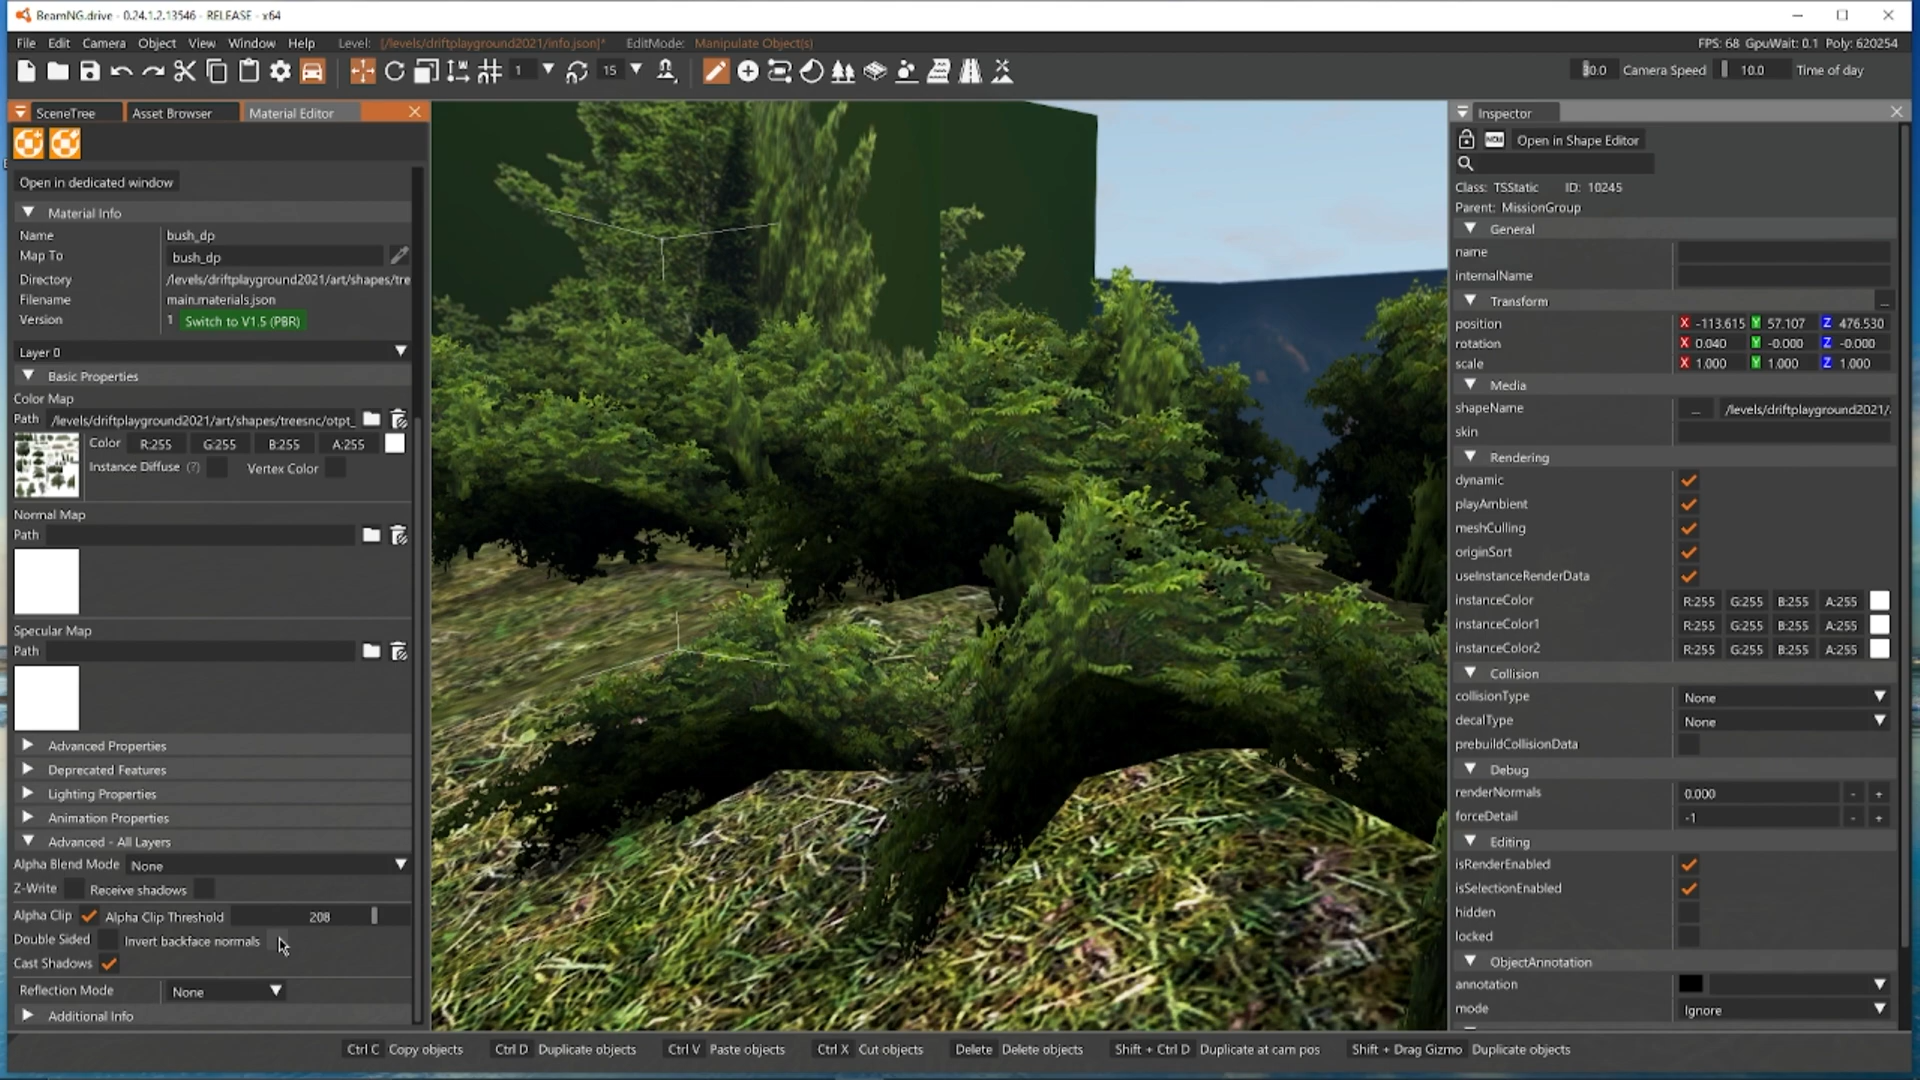 BeamNG.drive - 0.24.1.2.13546 - RELEASE - x64
File Edit Camera Object View Window Help Level: [/levels/driftplayground2021/info.json]* EditMode: Manipulate Object(s) FPS: 68 GpuWait: 0.1 Poly: 620254
1 15 30.0 Camera Speed 10.0 Time of day
SceneTree Asset Browser Material Editor
Open in dedicated window
Material Info
Name bush_dp
Map To bush_dp
Directory /levels/driftplayground2021/art/shapes/tre
Filename main.materials.json
Version 1 Switch to V1.5 (PBR)
Layer 0
Basic Properties
Color Map
Path /levels/driftplayground2021/art/shapes/treesnc/otpt_
Color R:255 G:255 B:255 A:255
Instance Diffuse (?) Vertex Color
Normal Map
Path
Specular Map
Path
Advanced Properties
Deprecated Features
Lighting Properties
Animation Properties
Advanced - All Layers
Alpha Blend Mode None
Z-Write Receive shadows
Alpha Clip Alpha Clip Threshold 208
Double Sided Invert backface normals
Cast Shadows
Reflection Mode None
Additional Info
Inspector
Open in Shape Editor
Class: TSStatic ID: 10245
Parent: MissionGroup
General
name
internalName
Transform ...
position X -113.615 Y 57.107 Z 476.530
rotation X 0.040 Y -0.000 Z -0.000
scale X 1.000 Y 1.000 Z 1.000
Media
shapeName ... /levels/driftplayground2021/.
skin
Rendering
dynamic
playAmbient
meshCulling
originSort
useInstanceRenderData
instanceColor R:255 G:255 B:255 A:255
instanceColor1 R:255 G:255 B:255 A:255
instanceColor2 R:255 G:255 B:255 A:255
Collision
collisionType None
decalType None
prebuildCollisionData
Debug
renderNormals 0.000 - +
forceDetail -1 - +
Editing
isRenderEnabled
isSelectionEnabled
hidden
locked
ObjectAnnotation
annotation
mode Ignore
Ctrl C Copy objects Ctrl D Duplicate objects Ctrl V Paste objects Ctrl X Cut objects Delete Delete objects Shift + Ctrl D Duplicate at cam pos Shift + Drag Gizmo Duplicate objects